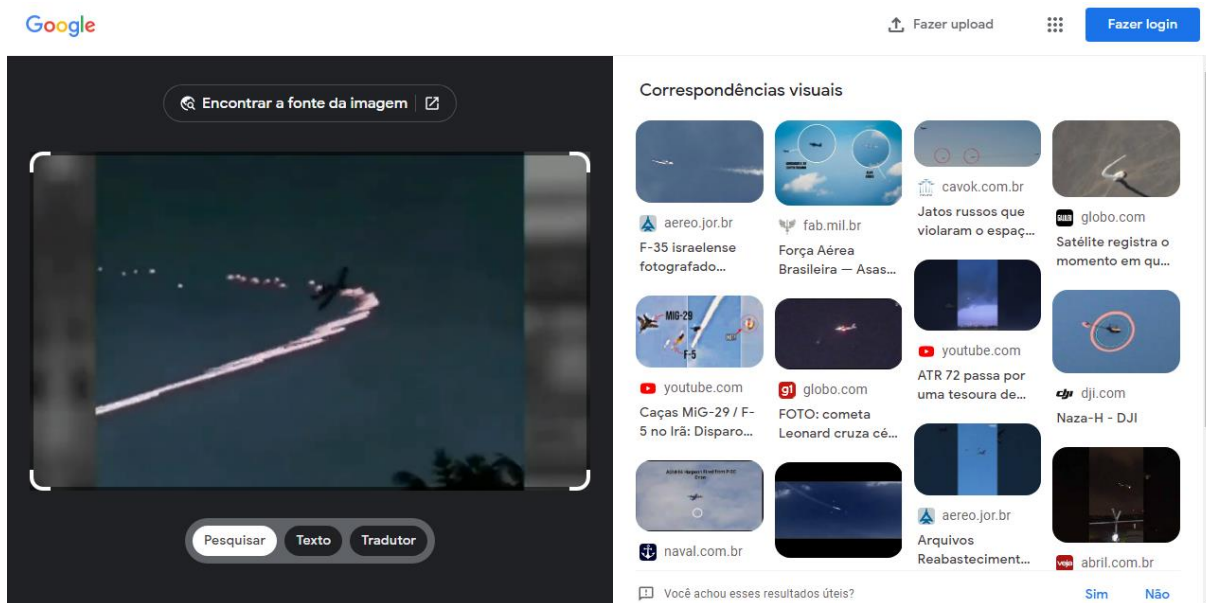 Google
Fazer upload
Fazer login
Encontrar a fonte da imagem
Pesquisar
Texto
Tradutor
Correspondências visuais
aereo.jor.br
F-35 israelense
fotografado...
MIG-29
F-5
youtube.com
Caças MiG-29 / F-
5 no Irã: Disparo...
naval.com.br
fab.mil.br
Força Aérea
Brasileira — Asas...
g1
globo.com
FOTO: cometa
Leonard cruza cé...
cavok.com.br
Jatos russos que
violaram o espaç...
youtube.com
ATR 72 passa por
uma tesoura de...
aereo.jor.br
Arquivos
Reabasteciment...
globo.com
Satélite registra o
momento em qu...
dji
dji.com
Naza-H - DJI
veja
abril.com.br
Você achou esses resultados úteis?
Sim
Não